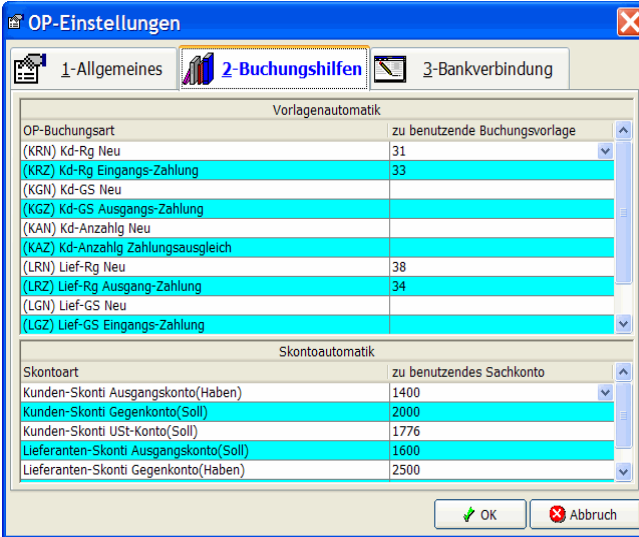 OP-Einstellungen
1-Allgemeines 2-Buchungshilfen 3-Bankverbindung
Vorlagenautomatik
OP-Buchungsart zu benutzende Buchungsvorlage
(KRN) Kd-Rg Neu 31
(KRZ) Kd-Rg Eingangs-Zahlung 33
(KGN) Kd-GS Neu
(KGZ) Kd-GS Ausgangs-Zahlung
(KAN) Kd-Anzahlg Neu
(KAZ) Kd-Anzahlg Zahlungsausgleich
(LRN) Lief-Rg Neu 38
(LRZ) Lief-Rg Ausgang-Zahlung 34
(LGN) Lief-GS Neu
(LGZ) Lief-GS Eingangs-Zahlung
Skontoautomatik
Skontoart zu benutzendes Sachkonto
Kunden-Skonti Ausgangskonto(Haben) 1400
Kunden-Skonti Gegenkonto(Soll) 2000
Kunden-Skonti USt-Konto(Soll) 1776
Lieferanten-Skonti Ausgangskonto(Soll) 1600
Lieferanten-Skonti Gegenkonto(Haben) 2500
OK Abbruch